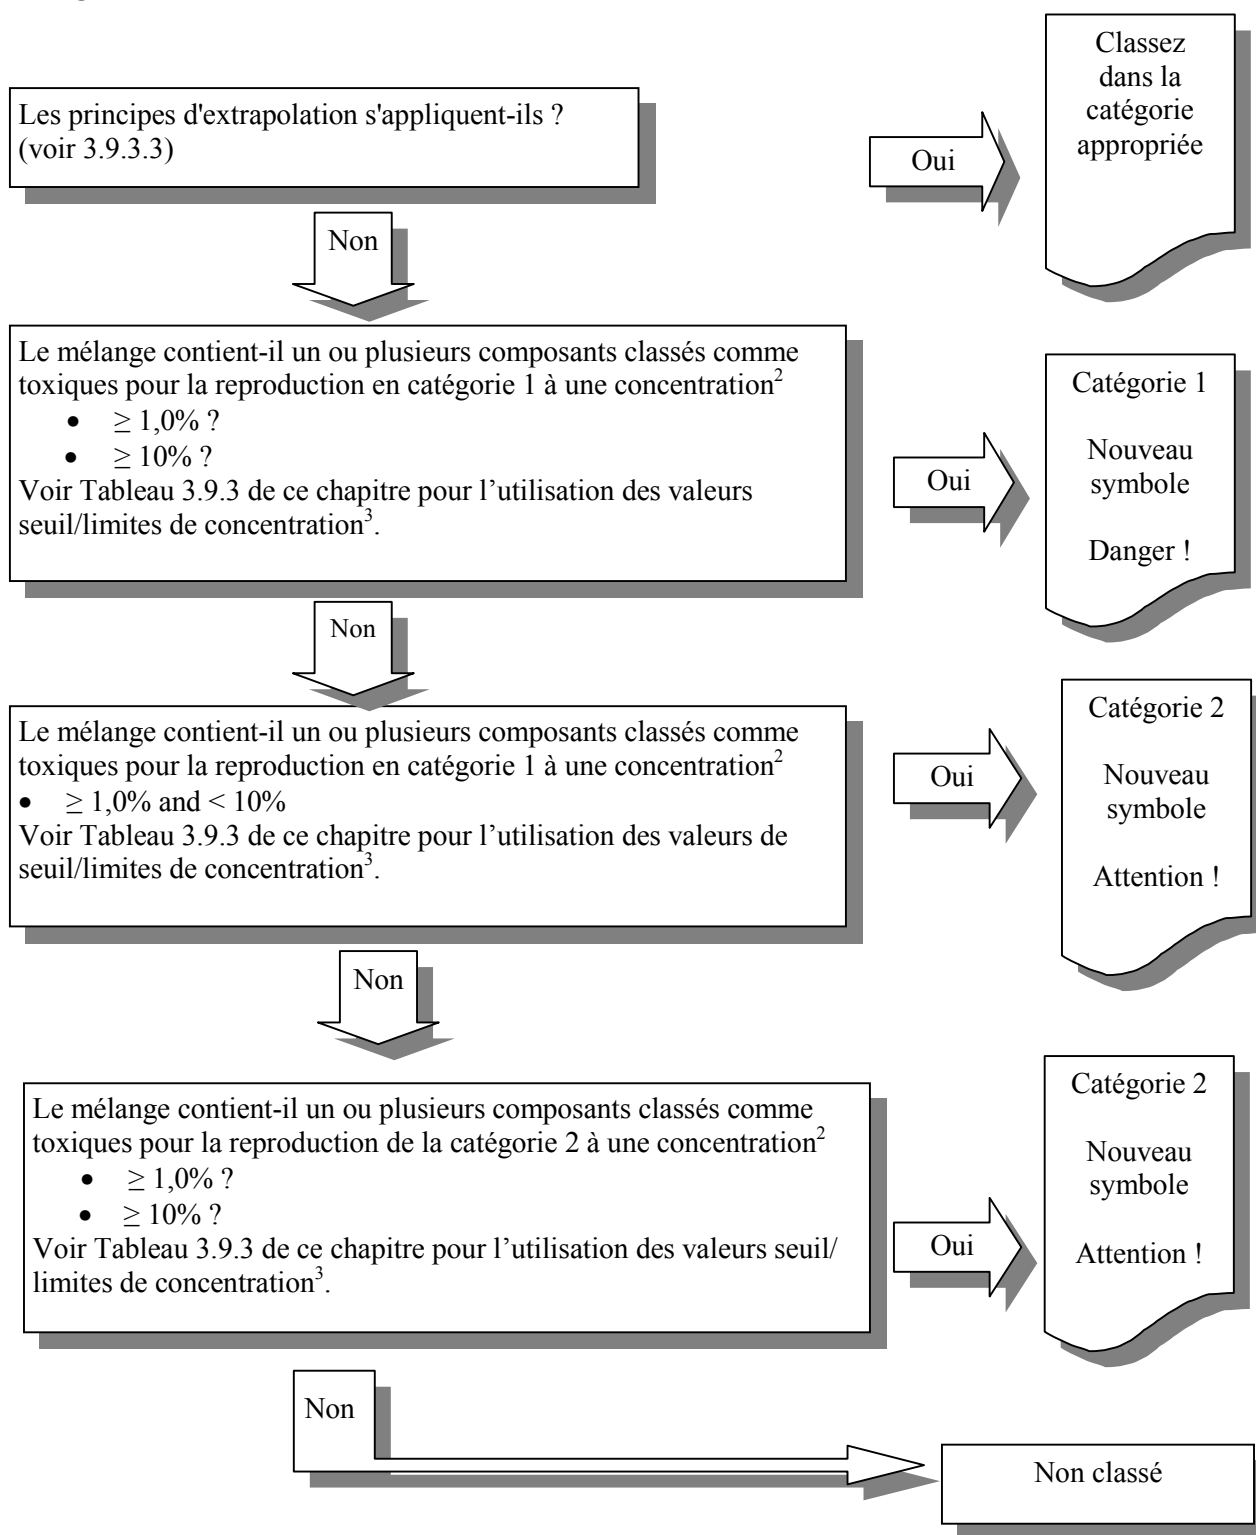 Les principes d'extrapolation s'appliquent-ils ?
(voir 3.9.3.3)
Oui
Classez
dans la
catégorie
appropriée
Non
Le mélange contient-il un ou plusieurs composants classés comme
toxiques pour la reproduction en catégorie 1 à une concentration²
• ≥ 1,0% ?
• ≥ 10% ?
Voir Tableau 3.9.3 de ce chapitre pour l’utilisation des valeurs
seuil/limites de concentration³.
Oui
Catégorie 1
Nouveau
symbole
Danger !
Non
Le mélange contient-il un ou plusieurs composants classés comme
toxiques pour la reproduction en catégorie 1 à une concentration²
• ≥ 1,0% and < 10%
Voir Tableau 3.9.3 de ce chapitre pour l’utilisation des valeurs de
seuil/limites de concentration³.
Oui
Catégorie 2
Nouveau
symbole
Attention !
Non
Le mélange contient-il un ou plusieurs composants classés comme
toxiques pour la reproduction de la catégorie 2 à une concentration²
• ≥ 1,0% ?
• ≥ 10% ?
Voir Tableau 3.9.3 de ce chapitre pour l’utilisation des valeurs seuil/
limites de concentration³.
Oui
Catégorie 2
Nouveau
symbole
Attention !
Non
Non classé